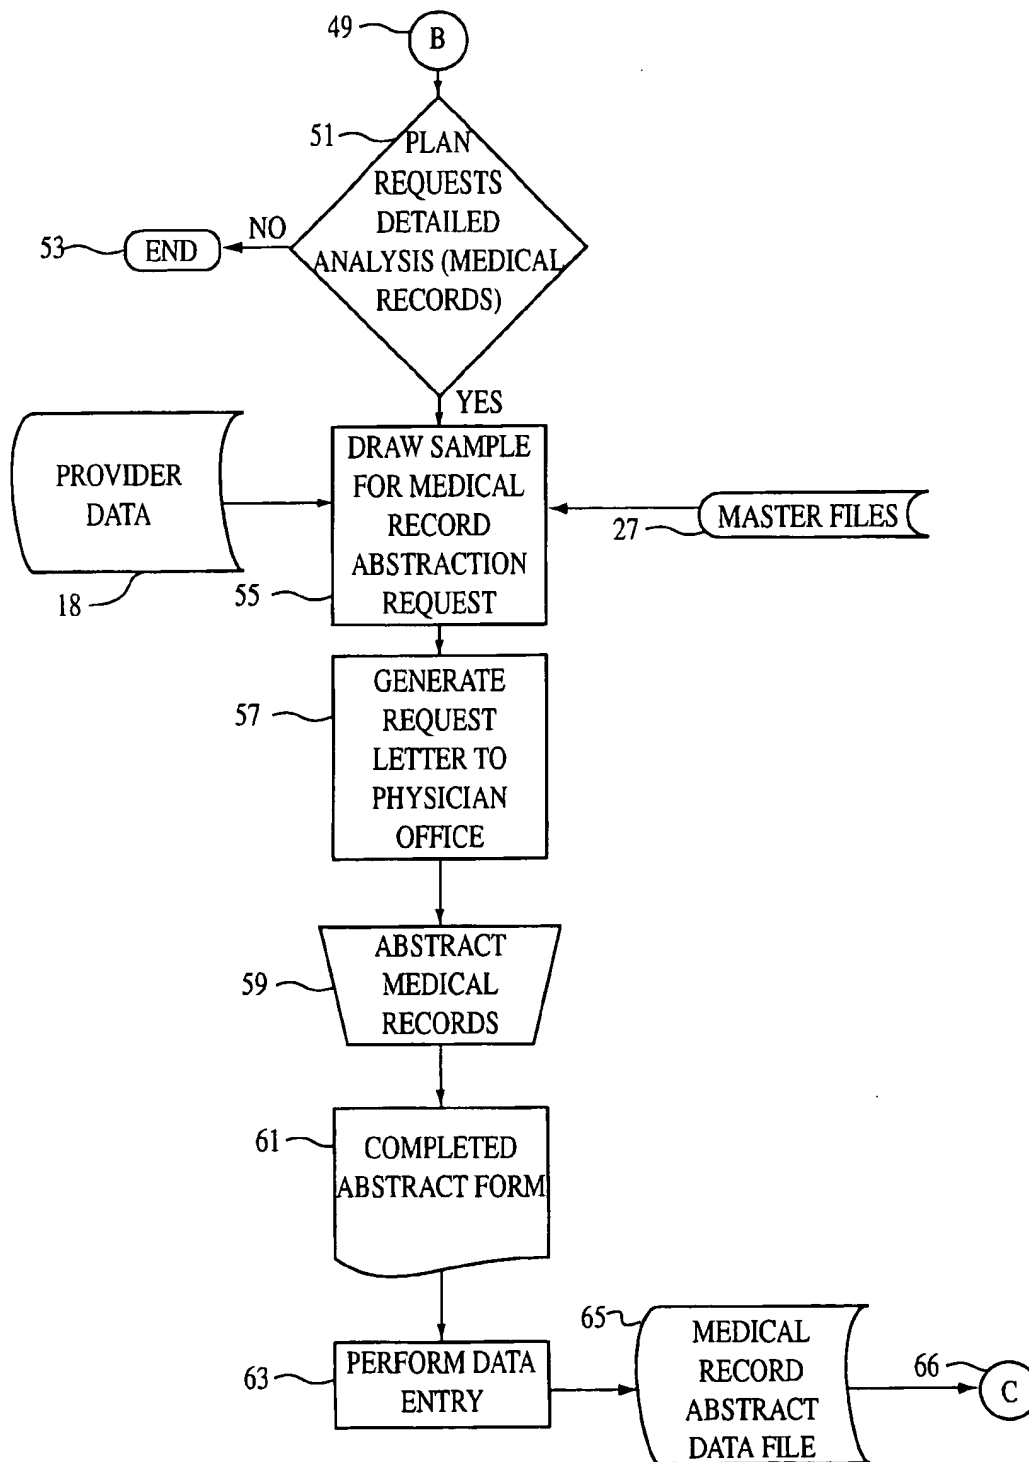 49
B
51
PLAN
REQUESTS
DETAILED
ANALYSIS (MEDICAL
RECORDS)
NO
53
END
YES
PROVIDER
DATA
18
DRAW SAMPLE
FOR MEDICAL
RECORD
ABSTRACTION
REQUEST
55
MASTER FILES
27
57
GENERATE
REQUEST
LETTER TO
PHYSICIAN
OFFICE
59
ABSTRACT
MEDICAL
RECORDS
61
COMPLETED
ABSTRACT FORM
63
PERFORM DATA
ENTRY
65
MEDICAL
RECORD
ABSTRACT
DATA FILE
66
C